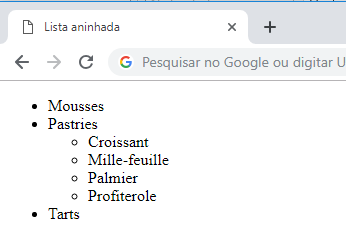 Lista aninhada
Pesquisar no Google ou digitar U
Mousses
Pastries
Croissant
Mille-feuille
Palmier
Profiterole
Tarts